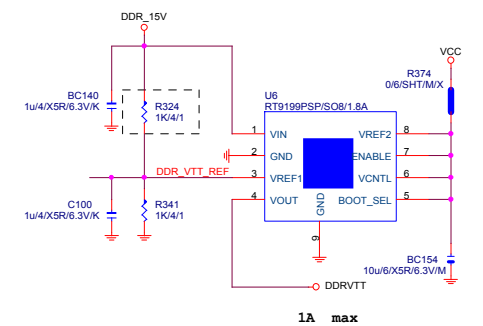 DDR_15V
VCC
R374
0/6/SHT/M/X
BC140
1u/4/X5R/6.3V/K
R324
1K/4/1
U6
RT9199PSP/SO8/1.8A
1 VIN VREF2 8
2 GND ENABLE 7
DDR_VTT_REF 3 VREF1 VCNTL 6
4 VOUT BOOT_SEL 5
GND
9
C100
1u/4/X5R/6.3V/K
R341
1K/4/1
BC154
10u/6/X5R/6.3V/M
DDRVTT
1A max